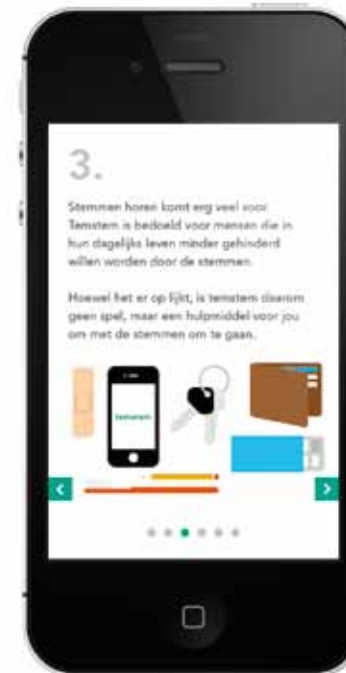 3.
Stemmen horen komt erg veel voor.
Temstem is bedoeld voor mensen die in
hun dagelijks leven minder gehinderd
willen worden door de stemmen.
Hoewel het er op lijkt, is temstem daarom
geen spel, maar een hulpmiddel voor jou
om met de stemmen om te gaan.
temstem